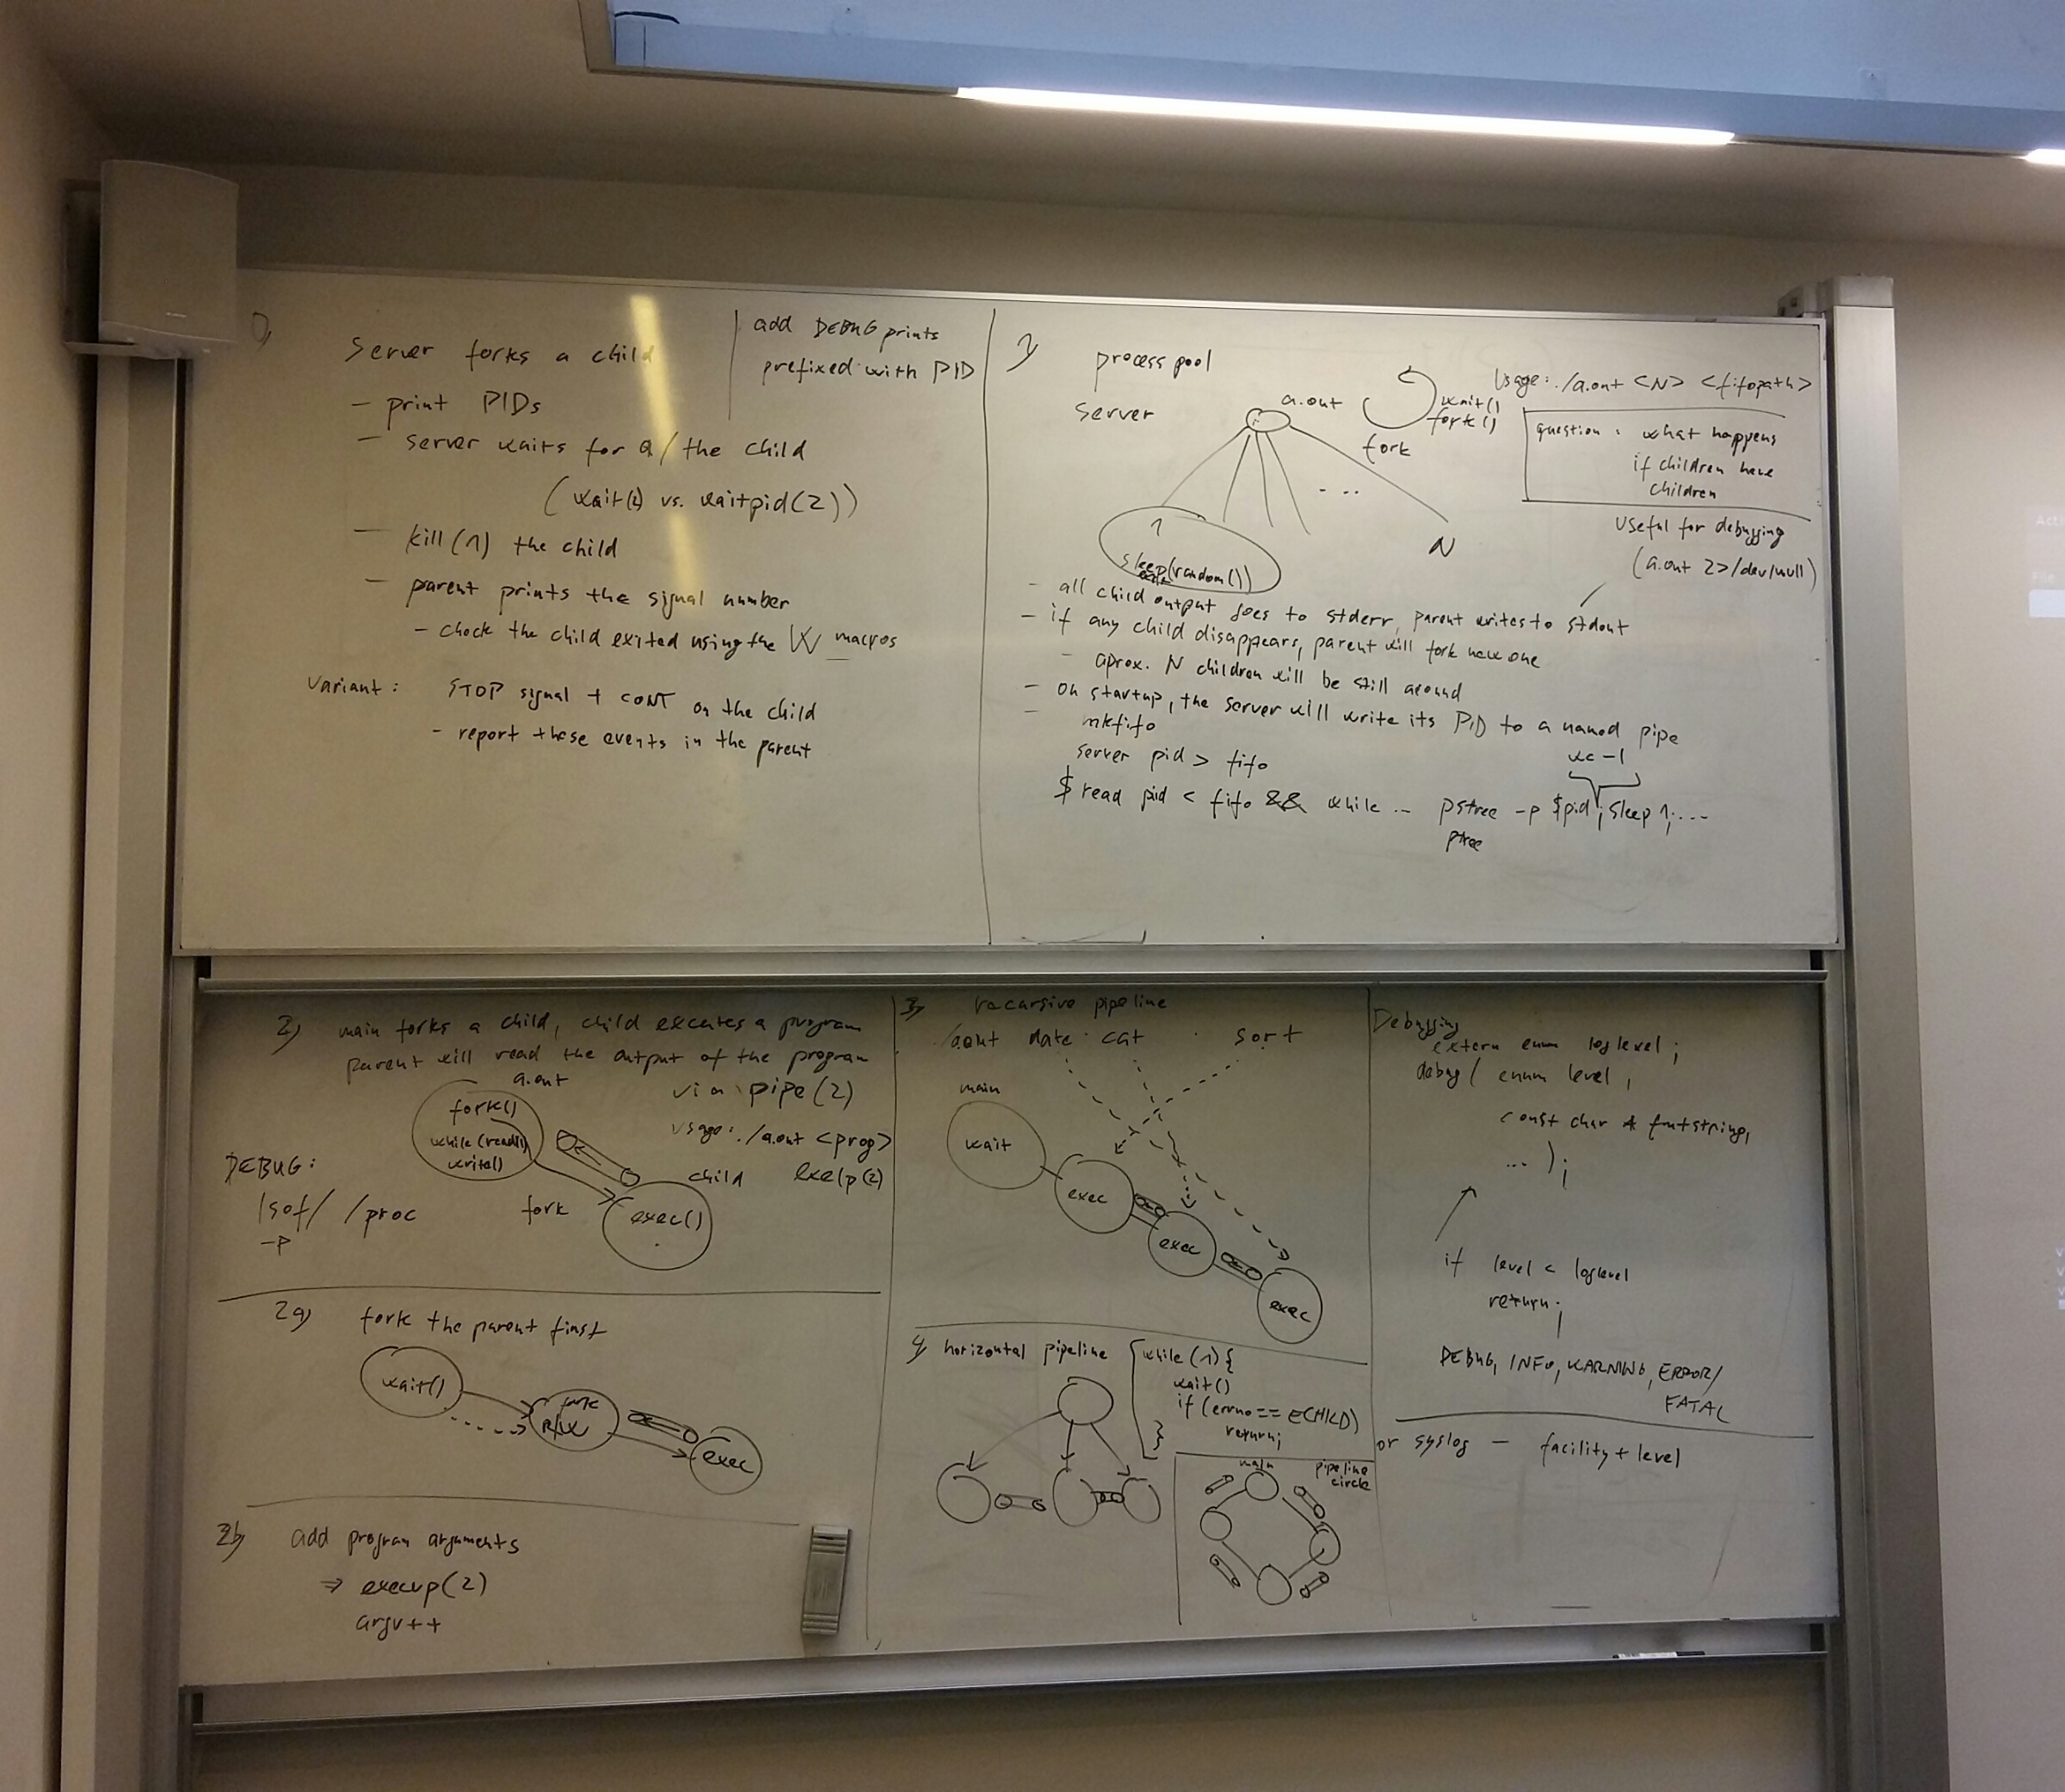 0)
Server forks a child
- print PIDs
- server waits for a/the child
(wait(2) vs. waitpid(2))
- kill(1) the child
- parent prints the signal number
- check the child exited using the W_macros
Variant: STOP signal + CONT on the child
- report these events in the parent
add DEBUG prints
prefixed with PID
1)
process pool
server
a.out
wait()
fork()
fork
Usage: ./a.out <N> <fifopath>
question: what happens
if children have
children
useful for debugging
(a.out 2>/dev/null)
1
...
N
sleep(random())
- all child output goes to stderr, parent writes to stdout
- if any child disappears, parent will fork new one
- aprox. N children will be still around
- on startup, the server will write its PID to a named pipe
- mkfifo
server pid > fifo
wc -l
$ read pid < fifo && while ... pstree -p $pid; sleep 1; ...
ptree
2) main forks a child, child executes a program
parent will read the output of the program
via pipe(2)
a.out
fork()
while(read())
write()
usage: ./a.out <prog>
child execlp(2)
DEBUG:
lsof/ /proc
-p
fork
exec()
2a) fork the parent first
wait()
fork
R/W
exec
2b) add program arguments
⇒ execvp(2)
argv++
3) recursive pipeline
/a.out date cat sort
main
wait
exec
exec
exec
4) horizontal pipeline
while(1){
wait()
if (errno == ECHILD)
return;
}
main
pipeline
circle
Debugging
extern enum loglevel;
debug( enum level,
const char * fmtstring,
... );
if level < loglevel
return;
DEBUG, INFO, WARNING, ERROR/
FATAL
or syslog - facility + level